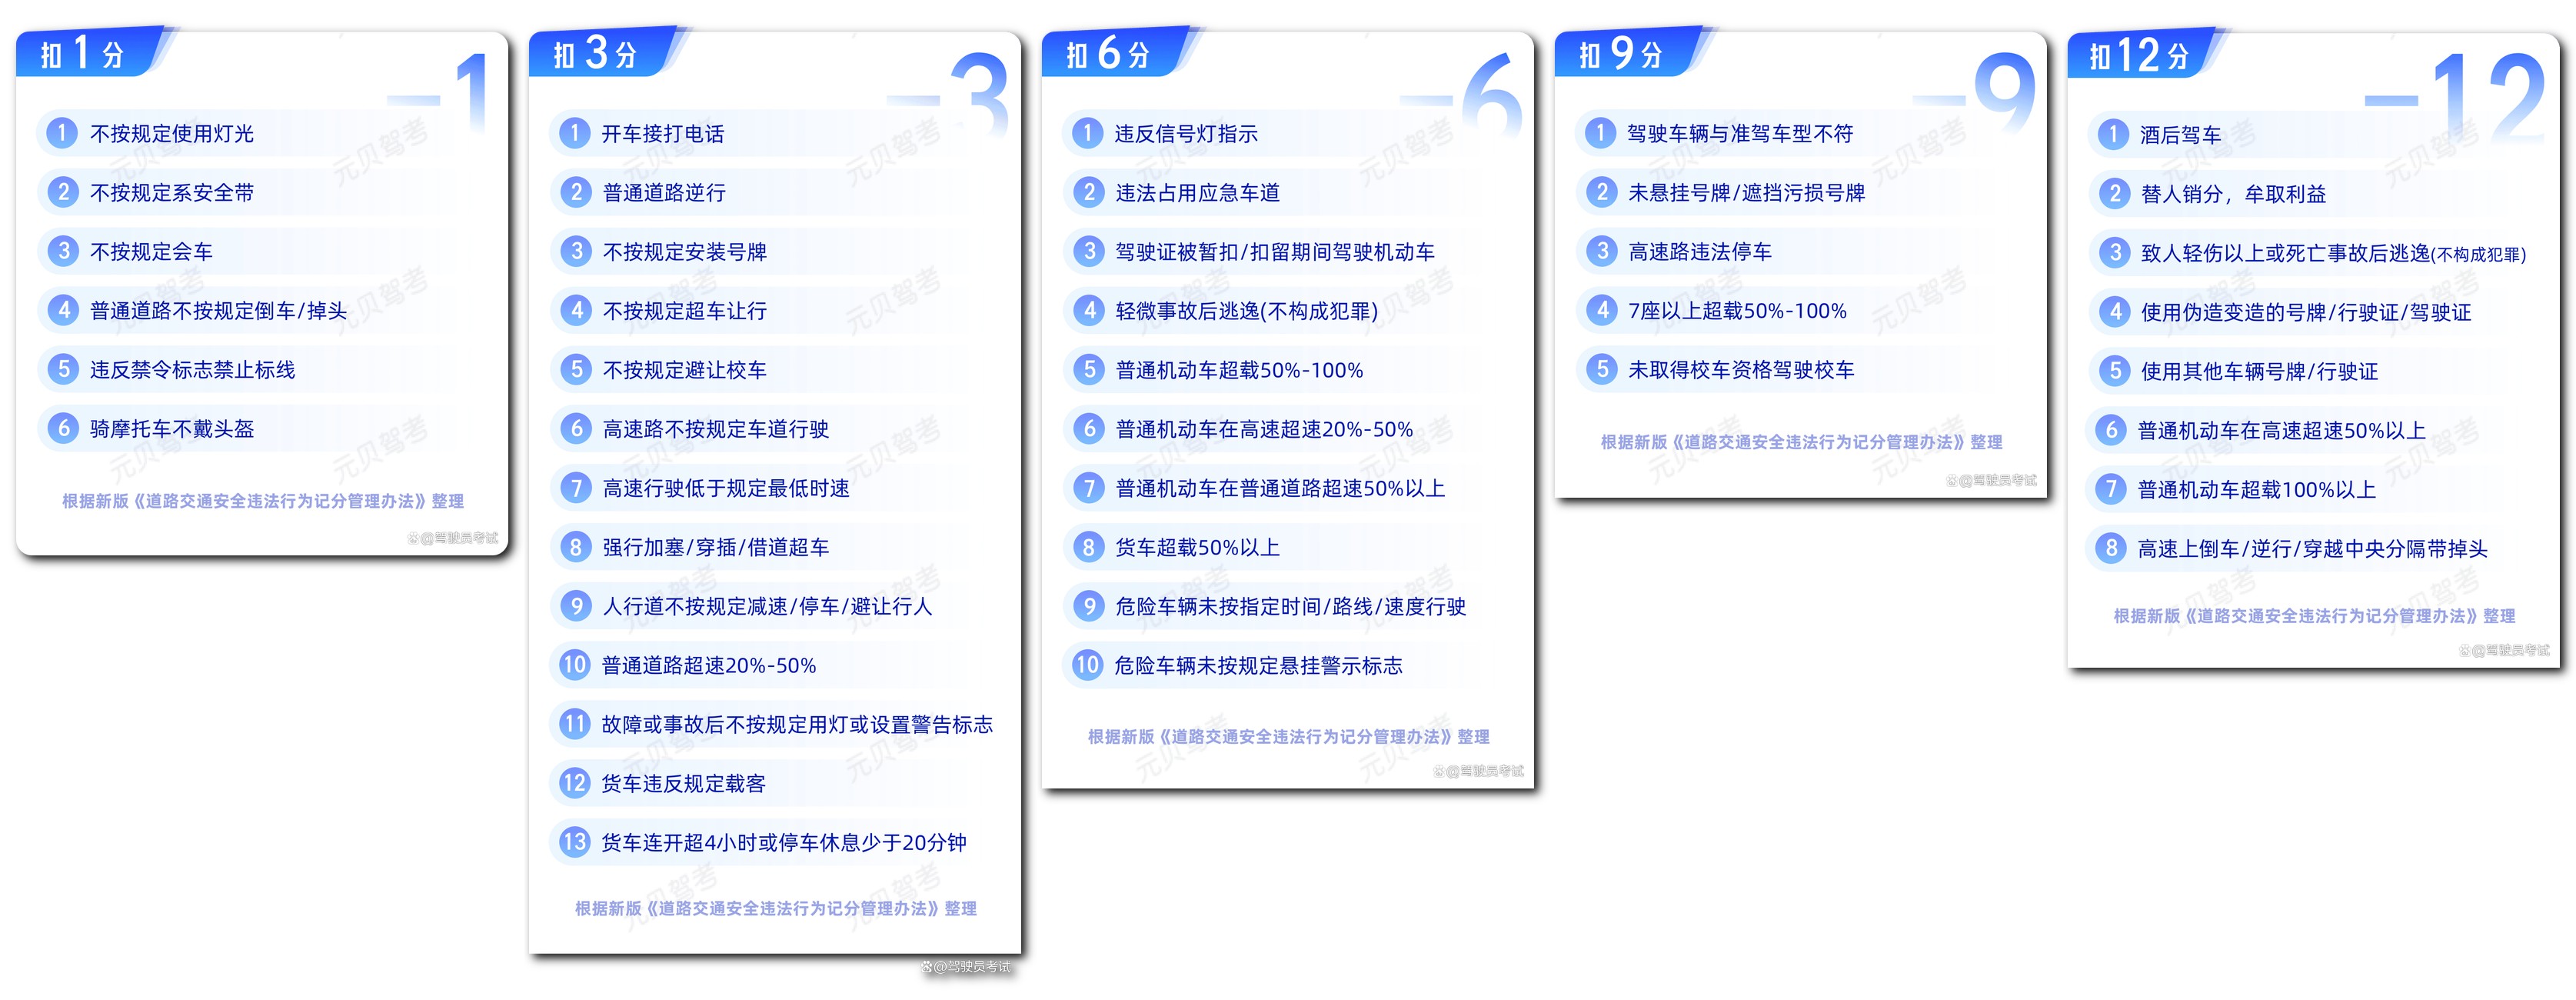 扣1分
-1
1 不按规定使用灯光
2 不按规定系安全带
3 不按规定会车
4 普通道路不按规定倒车/掉头
5 违反禁令标志禁止标线
6 骑摩托车不戴头盔
根据新版《道路交通安全违法行为记分管理办法》整理
@驾驶员考试
扣3分
-3
1 开车接打电话
2 普通道路逆行
3 不按规定安装号牌
4 不按规定超车让行
5 不按规定避让校车
6 高速路不按规定车道行驶
7 高速行驶低于规定最低时速
8 强行加塞/穿插/借道超车
9 人行道不按规定减速/停车/避让行人
10 普通道路超速20%-50%
11 故障或事故后不按规定用灯或设置警告标志
12 货车违反规定载客
13 货车连开超4小时或停车休息少于20分钟
根据新版《道路交通安全违法行为记分管理办法》整理
@驾驶员考试
扣6分
-6
1 违反信号灯指示
2 违法占用应急车道
3 驾驶证被暂扣/扣留期间驾驶机动车
4 轻微事故后逃逸(不构成犯罪)
5 普通机动车超载50%-100%
6 普通机动车在高速超速20%-50%
7 普通机动车在普通道路超速50%以上
8 货车超载50%以上
9 危险车辆未按指定时间/路线/速度行驶
10 危险车辆未按规定悬挂警示标志
根据新版《道路交通安全违法行为记分管理办法》整理
@驾驶员考试
扣9分
-9
1 驾驶车辆与准驾车型不符
2 未悬挂号牌/遮挡污损号牌
3 高速路违法停车
4 7座以上超载50%-100%
5 未取得校车资格驾驶校车
根据新版《道路交通安全违法行为记分管理办法》整理
@驾驶员考试
扣12分
-12
1 酒后驾车
2 替人销分，牟取利益
3 致人轻伤以上或死亡事故后逃逸(不构成犯罪)
4 使用伪造变造的号牌/行驶证/驾驶证
5 使用其他车辆号牌/行驶证
6 普通机动车在高速超速50%以上
7 普通机动车超载100%以上
8 高速上倒车/逆行/穿越中央分隔带掉头
根据新版《道路交通安全违法行为记分管理办法》整理
@驾驶员考试
元贝驾考